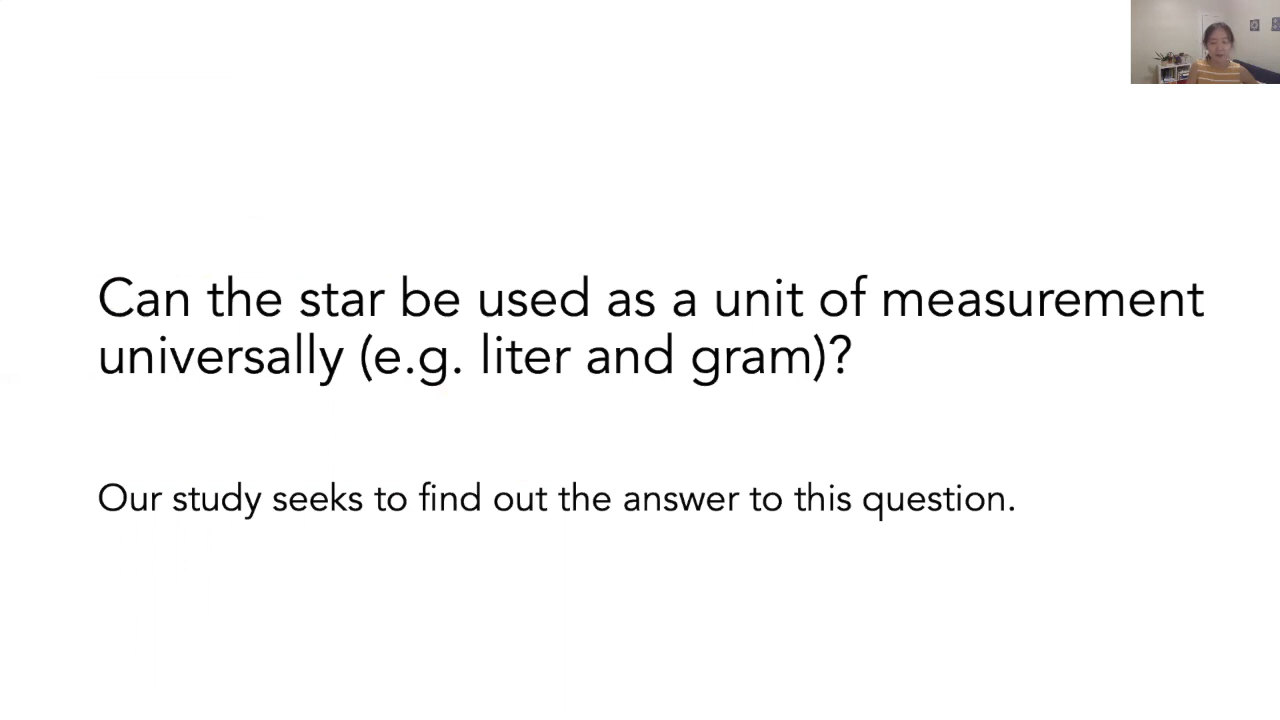 Can the star be used as a unit of measurement
universally (e.g. liter and gram)?
Our study seeks to find out the answer to this question.